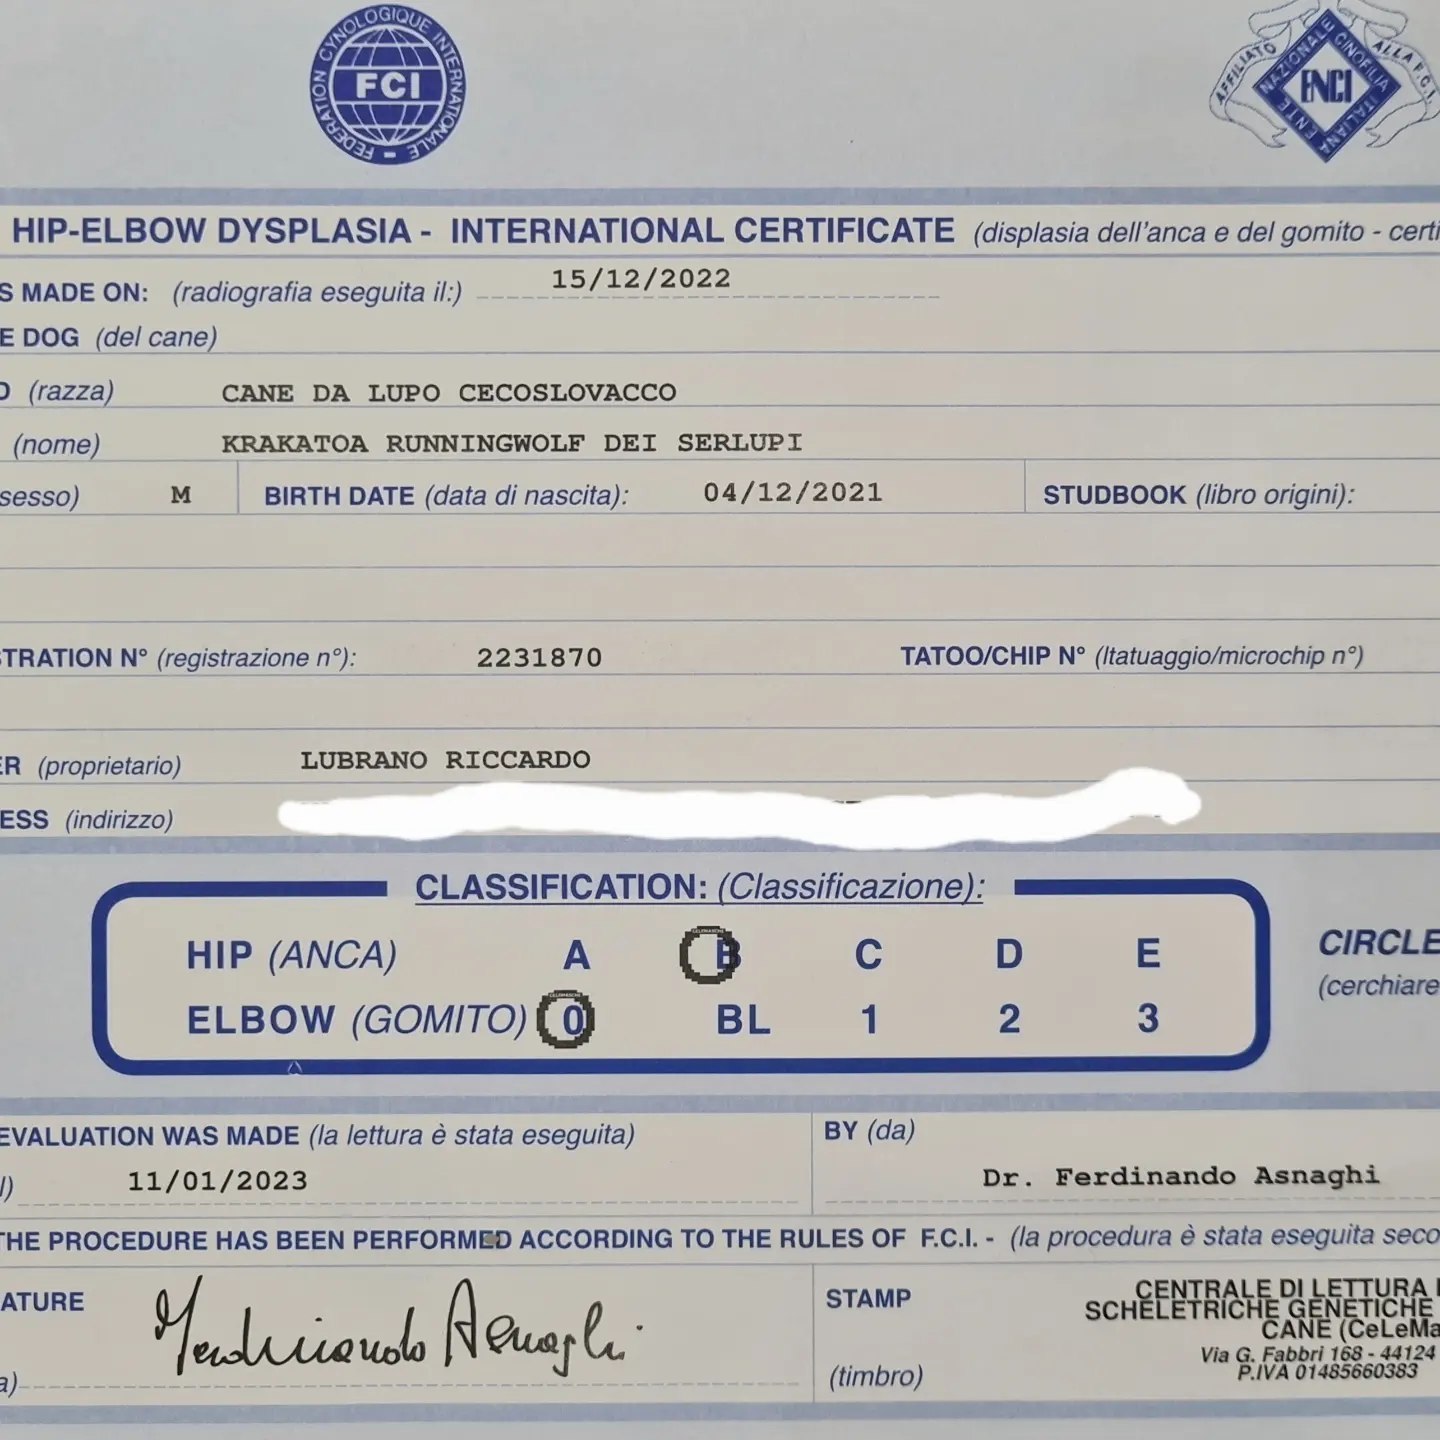 FEDERATION CYNOLOGIQUE INTERNATIONALE
FCI
AFFILIATO ALLA F.C.I.
ENTE NAZIONALE CINOFILIA ITALIANA
ENCI
HIP-ELBOW DYSPLASIA - INTERNATIONAL CERTIFICATE (displasia dell'anca e del gomito - certi
S MADE ON: (radiografia eseguita il:) 15/12/2022
E DOG (del cane)
D (razza) CANE DA LUPO CECOSLOVACCO
(nome) KRAKATOA RUNNINGWOLF DEI SERLUPI
sesso) M BIRTH DATE (data di nascita): 04/12/2021 STUDBOOK (libro origini):
STRATION N° (registrazione n°): 2231870 TATOO/CHIP N° (ltatuaggio/microchip n°)
ER (proprietario) LUBRANO RICCARDO
ESS (indirizzo)
CLASSIFICATION: (Classificazione):
HIP (ANCA) A B C D E
ELBOW (GOMITO) 0 BL 1 2 3
CIRCLE
(cerchiare
EVALUATION WAS MADE (la lettura è stata eseguita) BY (da)
l) 11/01/2023 Dr. Ferdinando Asnaghi
THE PROCEDURE HAS BEEN PERFORMED ACCORDING TO THE RULES OF F.C.I. - (la procedura è stata eseguita seco
ATURE Ferdinando Asnaghi STAMP
a) (timbro)
CENTRALE DI LETTURA
SCHELETRICHE GENETICHE
CANE (CeLeMa
Via G. Fabbri 168 - 44124
P.IVA 01485660383